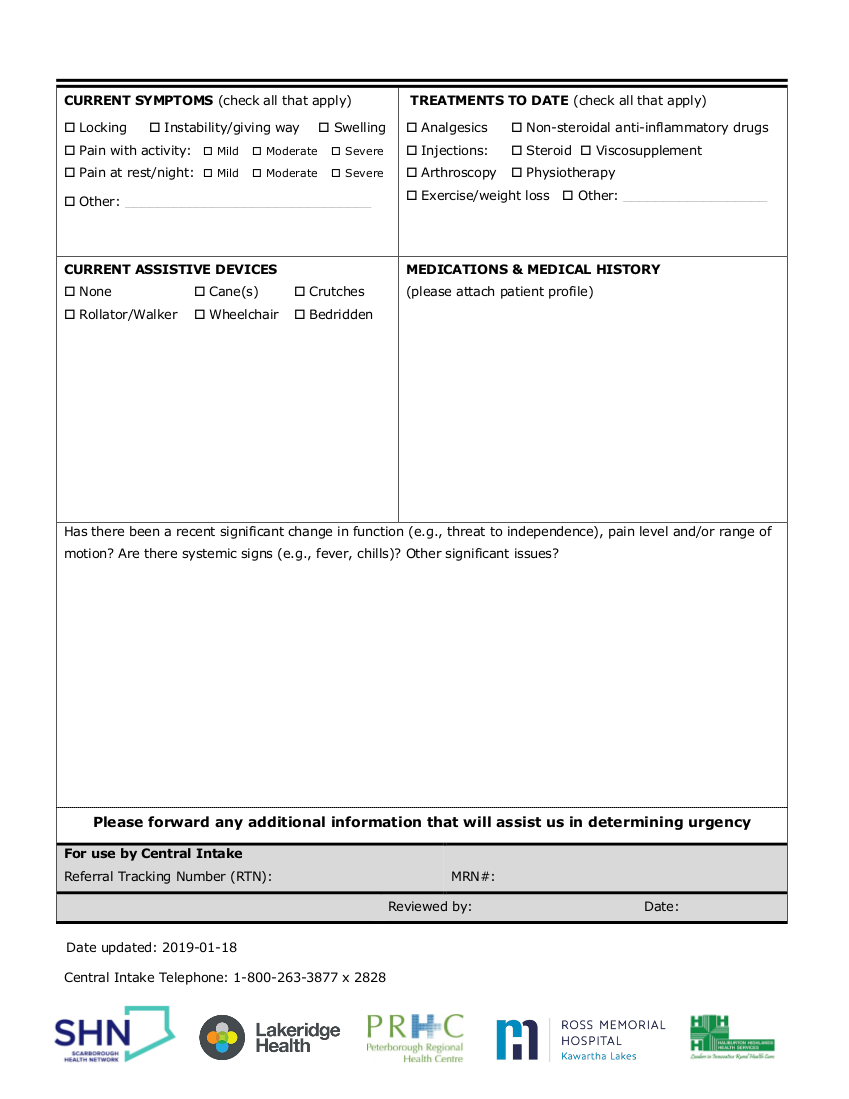 CURRENT SYMPTOMS (check all that apply)
☐ Locking ☐ Instability/giving way ☐ Swelling
☐ Pain with activity: ☐ Mild ☐ Moderate ☐ Severe
☐ Pain at rest/night: ☐ Mild ☐ Moderate ☐ Severe
☐ Other: ___________________________________
TREATMENTS TO DATE (check all that apply)
☐ Analgesics ☐ Non-steroidal anti-inflammatory drugs
☐ Injections: ☐ Steroid ☐ Viscosupplement
☐ Arthroscopy ☐ Physiotherapy
☐ Exercise/weight loss ☐ Other: ____________________
CURRENT ASSISTIVE DEVICES
☐ None ☐ Cane(s) ☐ Crutches
☐ Rollator/Walker ☐ Wheelchair ☐ Bedridden
MEDICATIONS & MEDICAL HISTORY
(please attach patient profile)
Has there been a recent significant change in function (e.g., threat to independence), pain level and/or range of
motion? Are there systemic signs (e.g., fever, chills)? Other significant issues?
Please forward any additional information that will assist us in determining urgency
For use by Central Intake
Referral Tracking Number (RTN): MRN#:
Reviewed by: Date:
Date updated: 2019-01-18
Central Intake Telephone: 1-800-263-3877 x 2828
SHN
SCARBOROUGH
HEALTH NETWORK
Lakeridge
Health
PRHC
Peterborough Regional
Health Centre
ROSS MEMORIAL
HOSPITAL
Kawartha Lakes
HALIBURTON HIGHLANDS
HEALTH SERVICES
Leaders in Innovative Rural Health Care